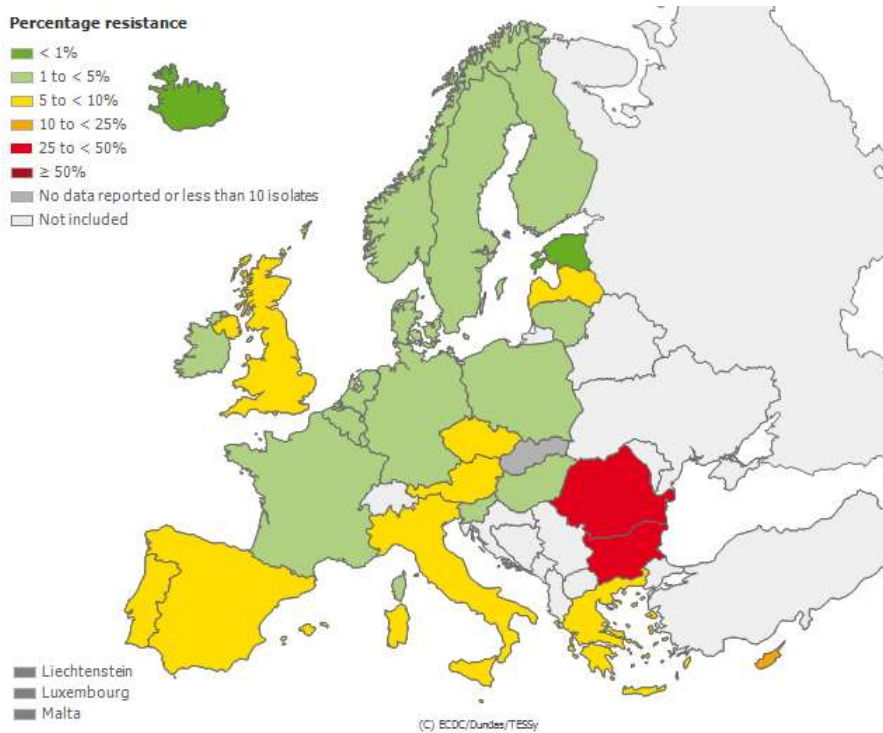 Percentage resistance
< 1%
1 to < 5%
5 to < 10%
10 to < 25%
25 to < 50%
≥ 50%
No data reported or less than 10 isolates
Not included
Liechtenstein
Luxembourg
Malta
(C) ECDC/Dundas/TESSy